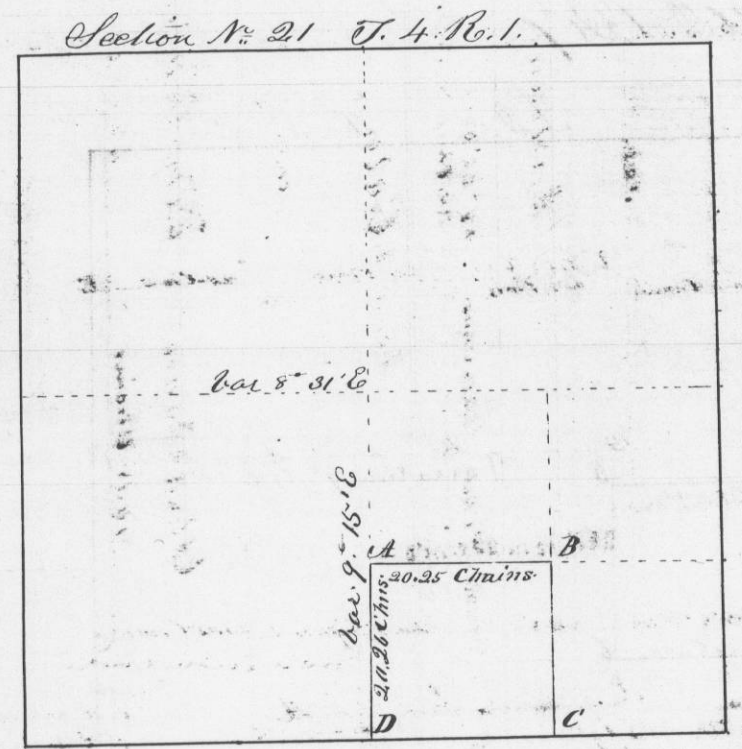 Section Nº 21 T. 4. R. 1.
Var 8° 31' E
Var. 9° 15' E
A
B
20.25 Chains.
20.26 Chns.
D
C